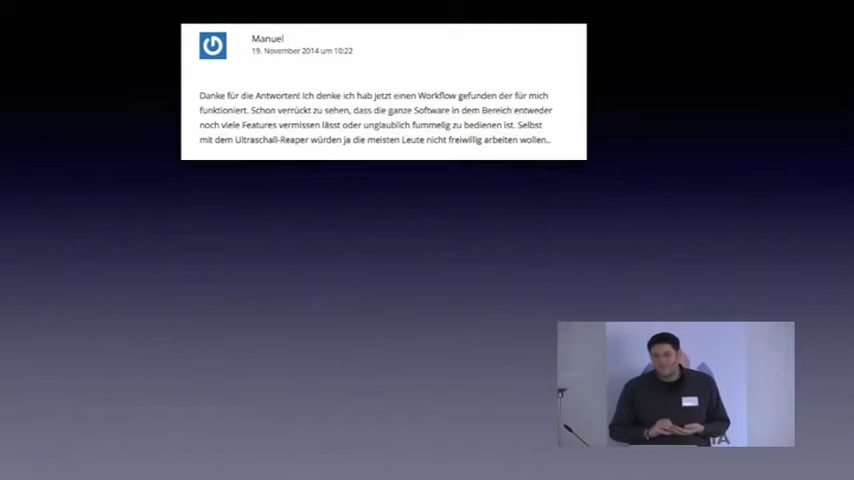 Manuel
19. November 2014 um 10:22
Danke für die Antworten! Ich denke ich hab jetzt einen Workflow gefunden der für mich
funktioniert. Schon verrückt zu sehen, dass die ganze Software in dem Bereich entweder
noch viele Features vermissen lässt oder unglaublich fummelig zu bedienen ist. Selbst
mit dem Ultraschall-Reaper würden ja die meisten Leute nicht freiwillig arbeiten wollen..